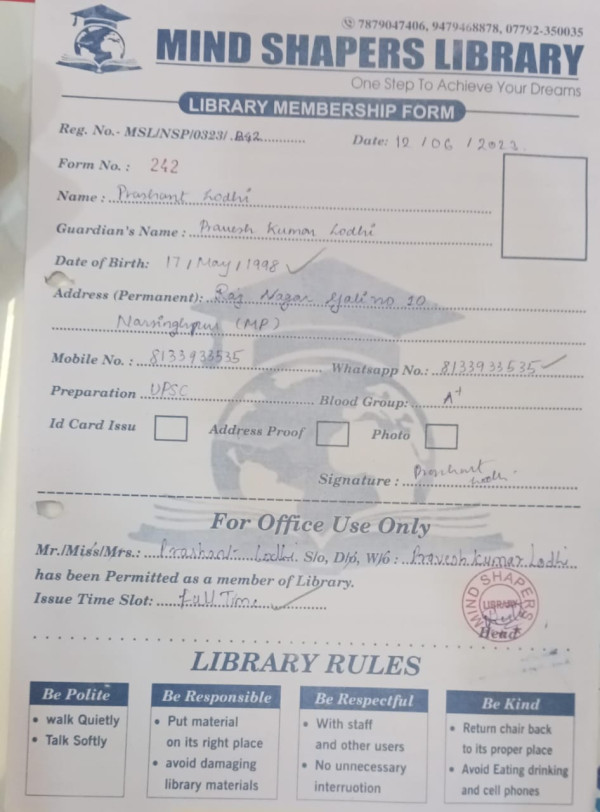 7879047406, 9479468878, 07792-350035
MIND SHAPERS LIBRARY
One Step To Achieve Your Dreams
LIBRARY MEMBERSHIP FORM
Reg. No.- MSL/NSP/0323/ 242 Date: 12 / 06 / 2023
Form No. : 242
Name : Prashant Lodhi
Guardian's Name : Pravesh Kumar Lodhi
Date of Birth: 17 / May / 1998
Address (Permanent): Raj Nagar gali no 10
Narsinghpur (MP)
Mobile No. : 8133933535 Whatsapp No.: 8133933535
Preparation UPSC Blood Group: A+
Id Card Issu Address Proof Photo
Signature : Prashant Lodhi
For Office Use Only
Mr./Miss/Mrs.: Prashant Lodhi S/o, D/o, W/o : Pravesh kumar Lodhi
has been Permitted as a member of Library.
Issue Time Slot: full Time
MIND SHAPERS
LIBRARY
Head
LIBRARY RULES
Be Polite Be Responsible Be Respectful Be Kind
• walk Quietly • Put material • With staff • Return chair back
• Talk Softly on its right place and other users to its proper place
• avoid damaging • No unnecessary • Avoid Eating drinking
library materials interruotion and cell phones